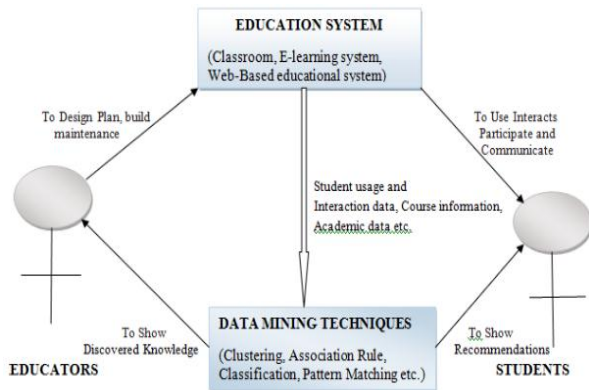 EDUCATION SYSTEM
(Classroom, E-learning system,
Web-Based educational system)
To Design Plan, build
maintenance
To Use Interacts
Participate and
Communicate
Student usage and
Interaction data, Course information,
Academic data etc.
DATA MINING TECHNIQUES
(Clustering, Association Rule,
Classification, Pattern Matching etc.)
To Show
Discovered Knowledge
EDUCATORS
To Show
Recommendations
STUDENTS